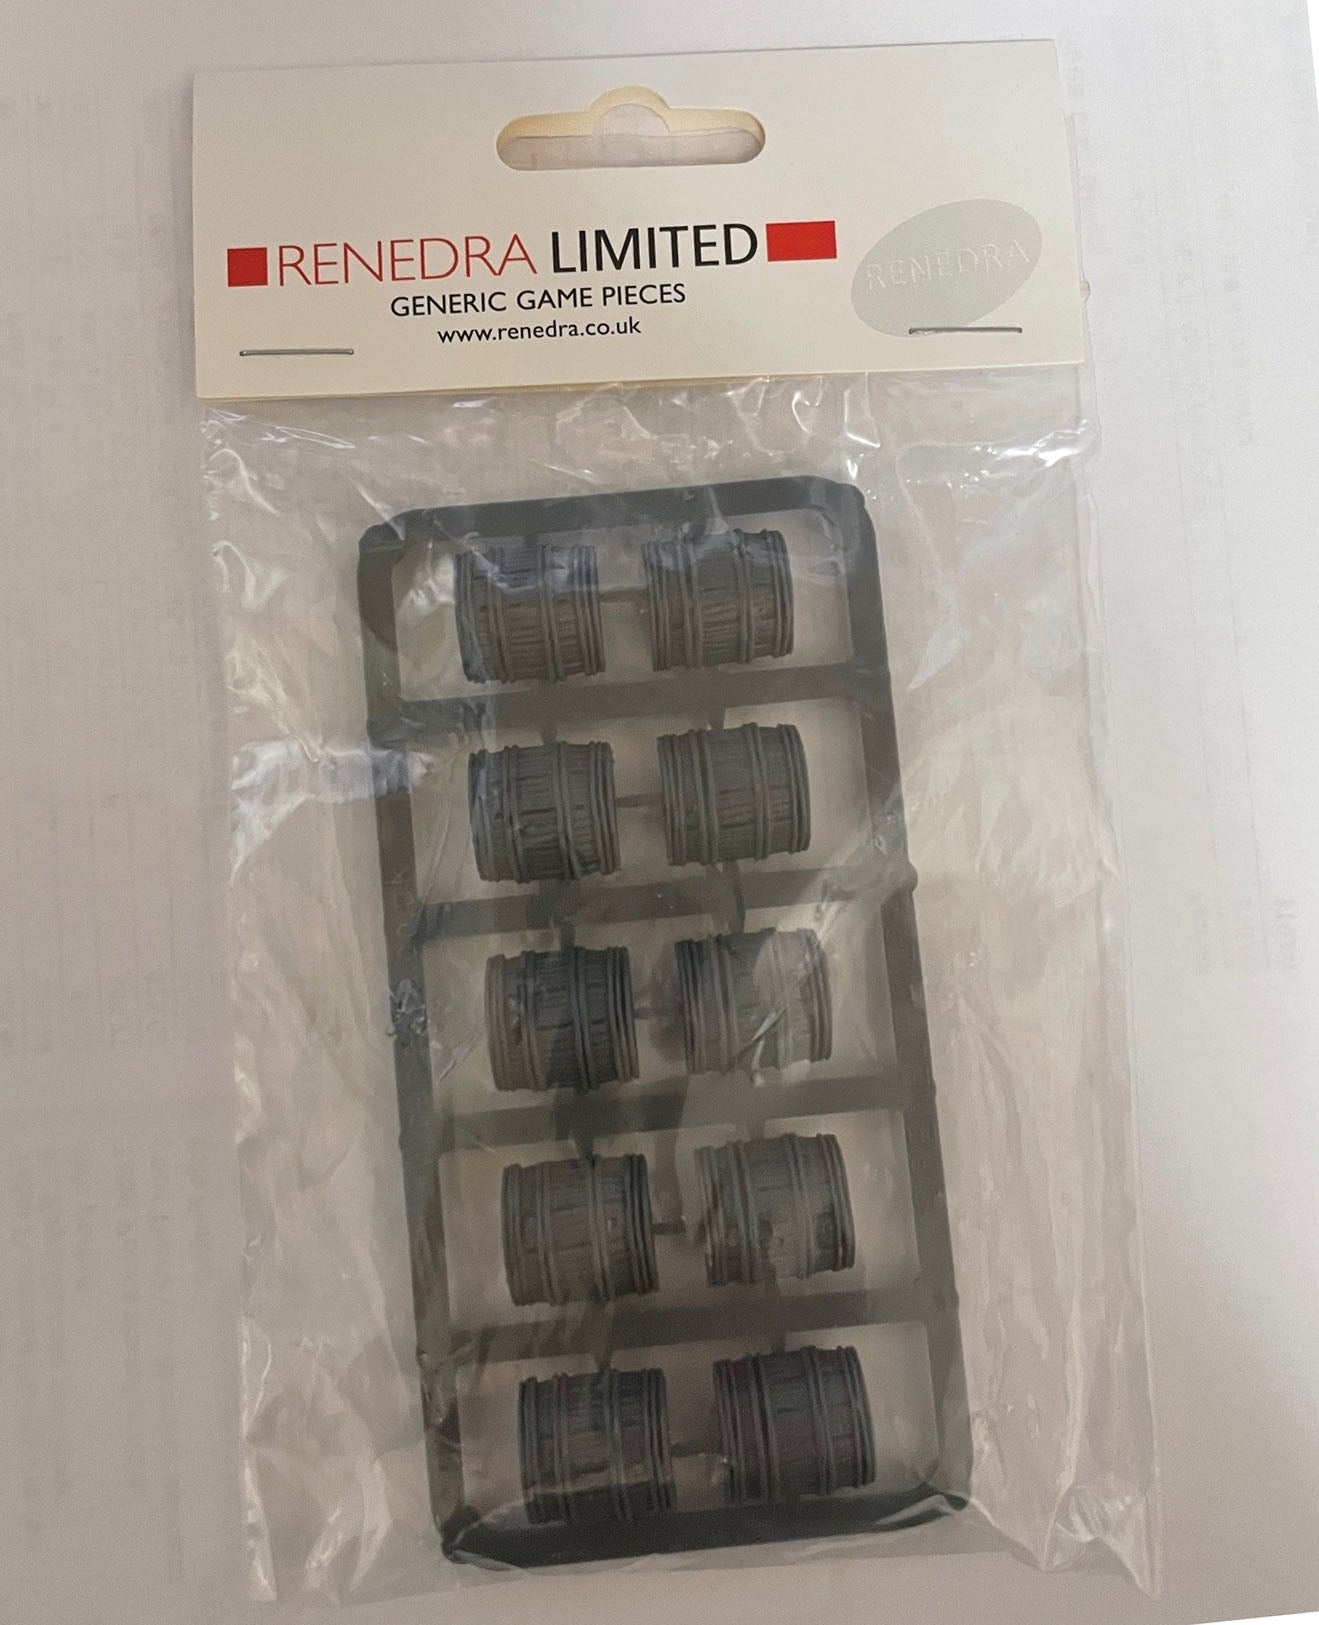 RENEDRA LIMITED
RENEDRA
GENERIC GAME PIECES
www.renedra.co.uk